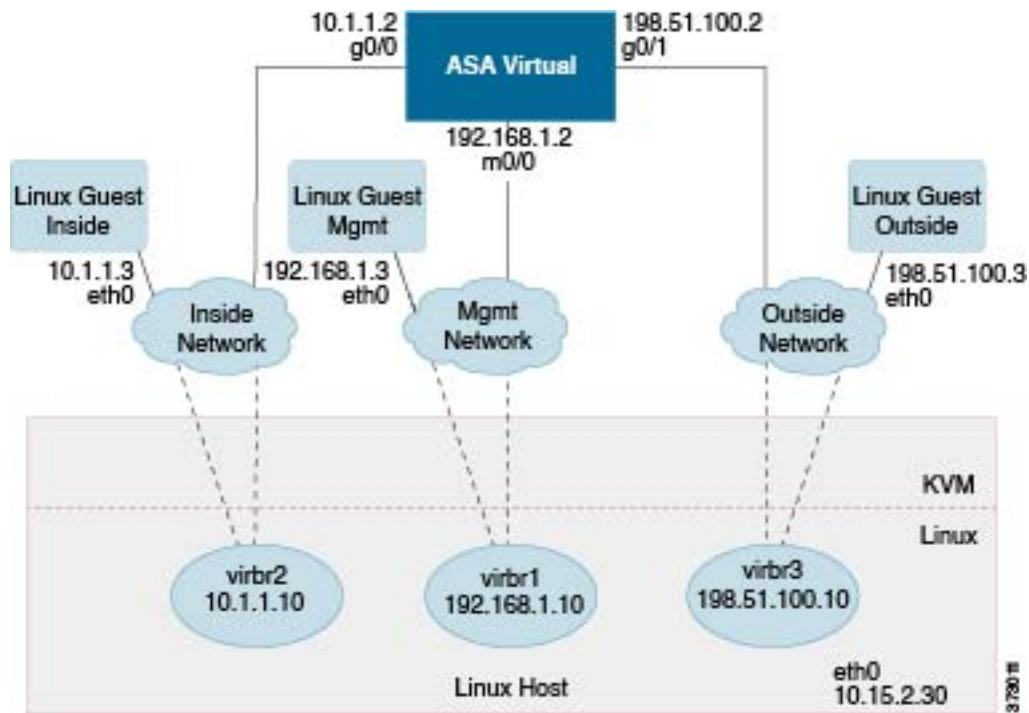 10.1.1.2
g0/0
ASA Virtual
198.51.100.2
g0/1
192.168.1.2
m0/0
Linux Guest
Inside
Linux Guest
Mgmt
Linux Guest
Outside
10.1.1.3
eth0
192.168.1.3
eth0
198.51.100.3
eth0
Inside
Network
Mgmt
Network
Outside
Network
KVM
Linux
virbr2
10.1.1.10
virbr1
192.168.1.10
virbr3
198.51.100.10
Linux Host
eth0
10.15.2.30
373011